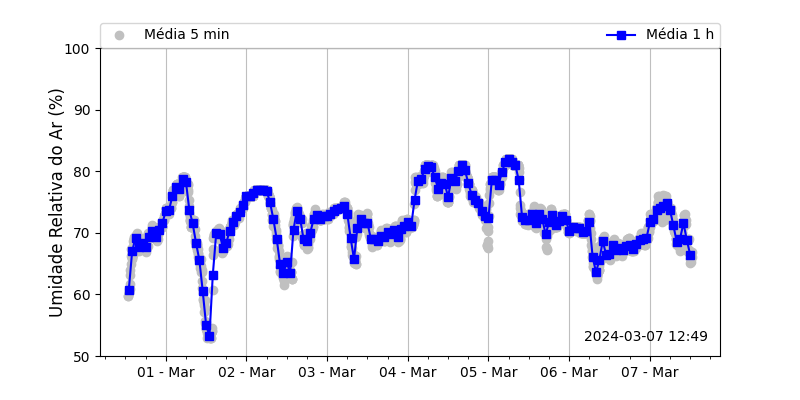 Média 5 min
Média 1 h
Umidade Relativa do Ar (%)
100
90
80
70
60
50
2024-03-07 12:49
01 - Mar
02 - Mar
03 - Mar
04 - Mar
05 - Mar
06 - Mar
07 - Mar